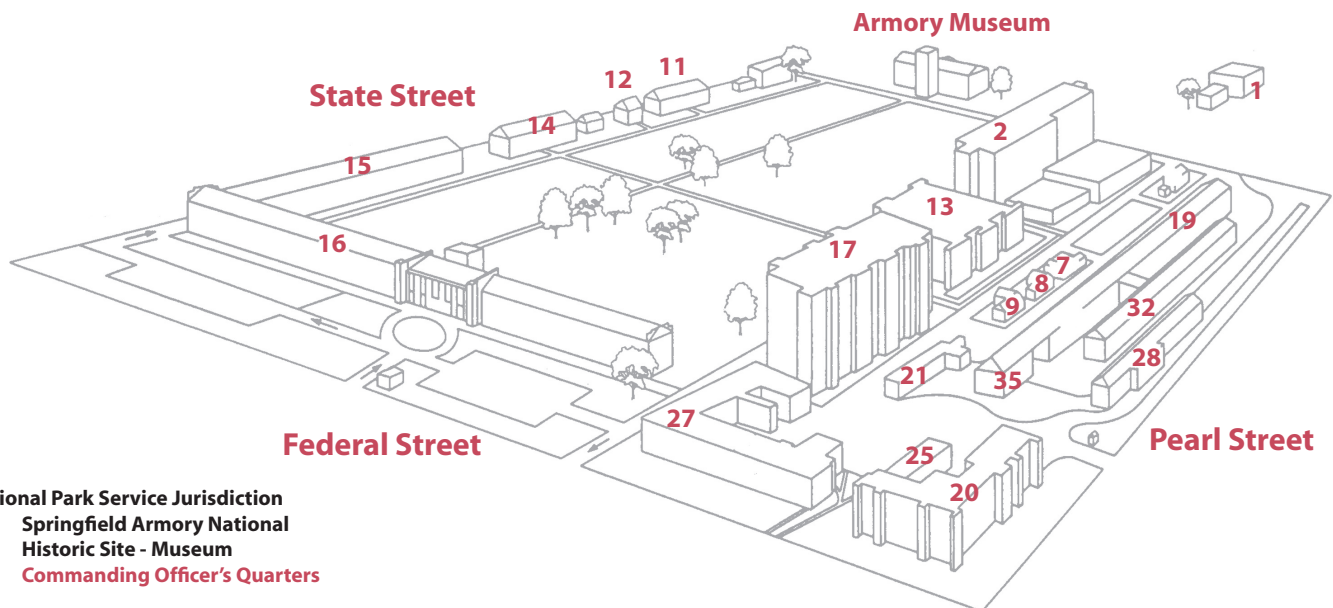 Armory Museum
State Street
12
11
1
14
2
15
13
19
16
17
7
8
9
32
21
35
28
27
Federal Street
Pearl Street
25
20
ional Park Service Jurisdiction
Springfield Armory National
Historic Site - Museum
Commanding Officer's Quarters